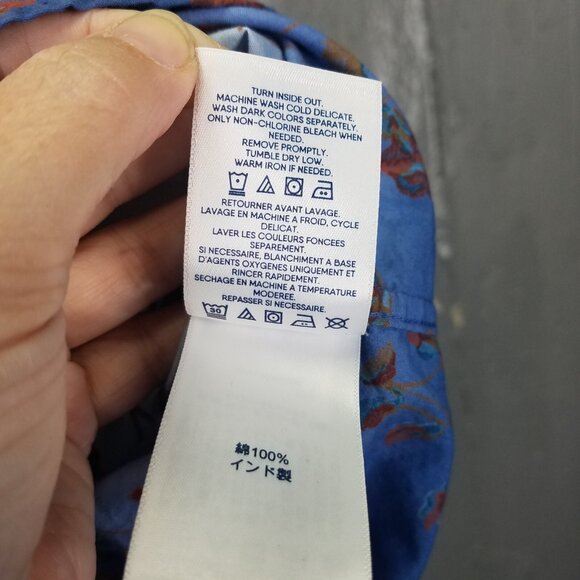 TURN INSIDE OUT.
MACHINE WASH COLD DELICATE.
WASH DARK COLORS SEPARATELY.
ONLY NON-CHLORINE BLEACH WHEN
NEEDED.
REMOVE PROMPTLY.
TUMBLE DRY LOW.
WARM IRON IF NEEDED.
RETOURNER AVANT LAVAGE.
LAVAGE EN MACHINE A FROID, CYCLE
DELICAT.
LAVER LES COULEURS FONCEES
SEPAREMENT.
SI NECESSAIRE, BLANCHIMENT A BASE
D'AGENTS OXYGENES UNIQUEMENT ET
RINCER RAPIDEMENT.
SECHAGE EN MACHINE A TEMPERATURE
MODEREE.
REPASSER SI NECESSAIRE.
30
綿100%
インド製